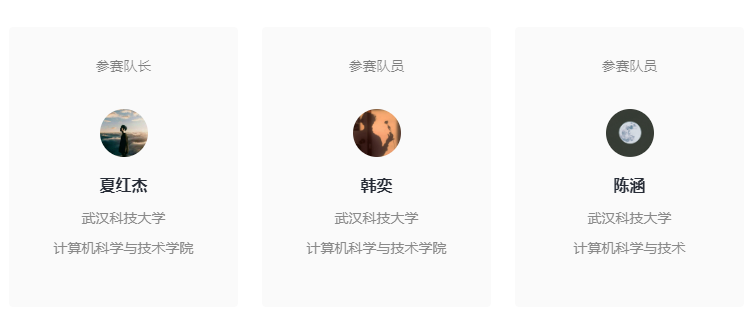 参赛队长
夏红杰
武汉科技大学
计算机科学与技术学院
参赛队员
韩奕
武汉科技大学
计算机科学与技术学院
参赛队员
陈涵
武汉科技大学
计算机科学与技术